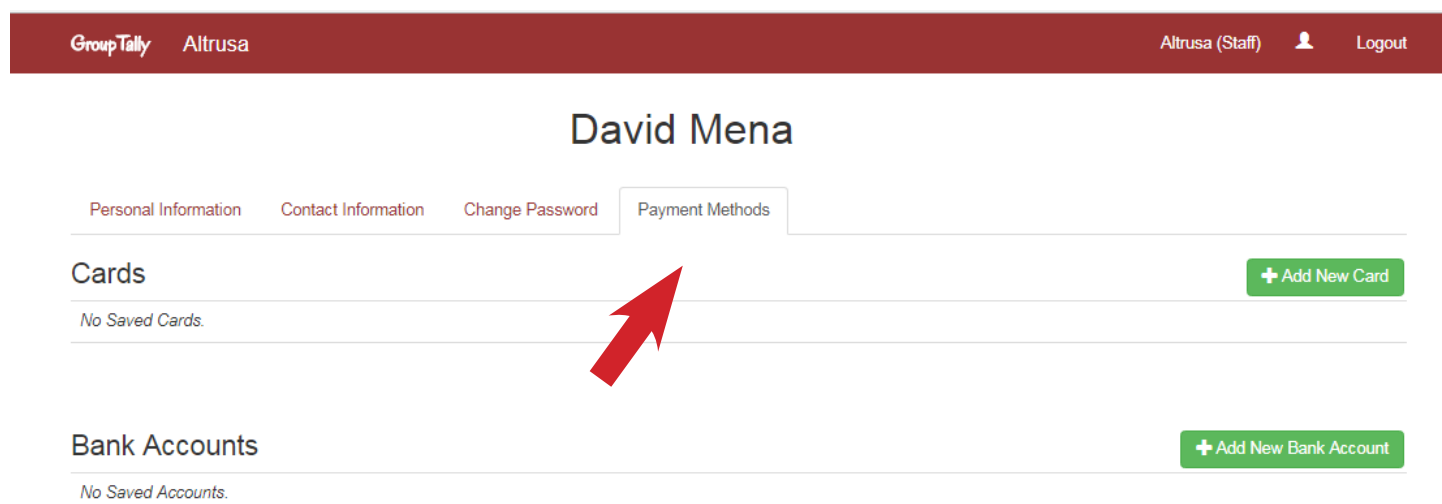 GroupTally Altrusa Altrusa (Staff) Logout
David Mena
Personal Information Contact Information Change Password Payment Methods
Cards Add New Card
No Saved Cards.
Bank Accounts Add New Bank Account
No Saved Accounts.